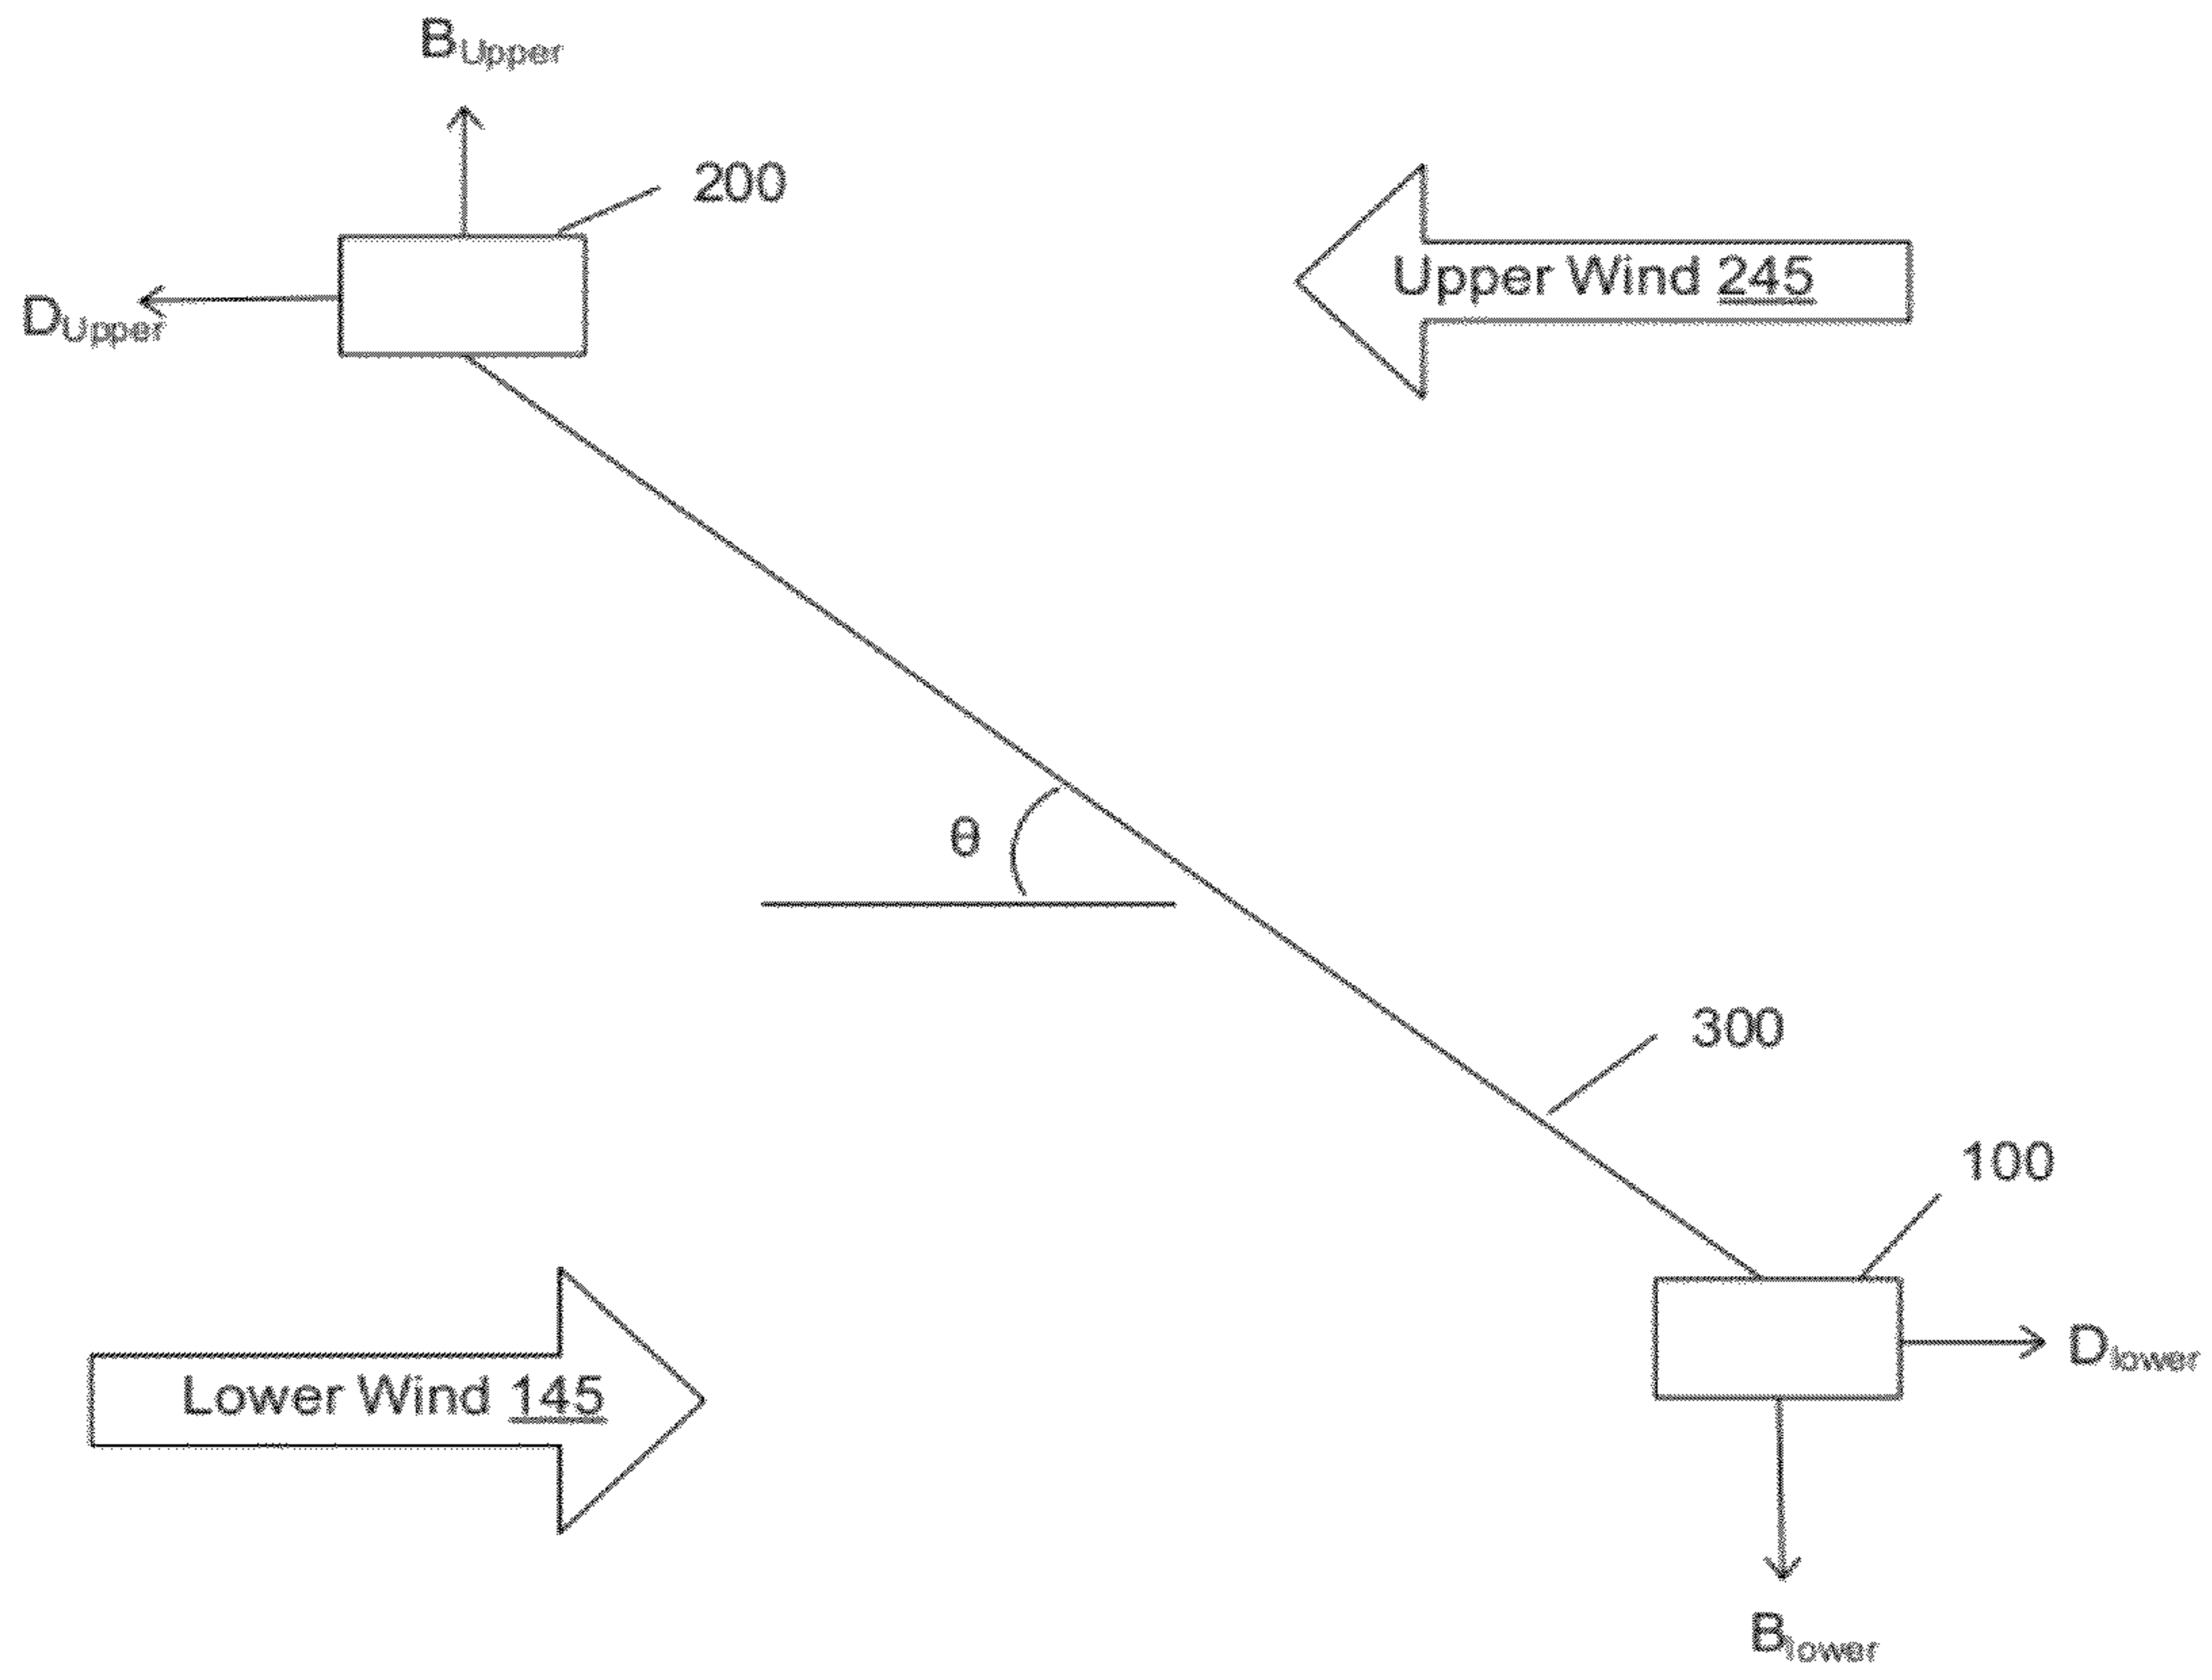 BUpper
200
Upper Wind 245
DUpper
θ
300
100
Dlower
Lower Wind 145
Blower